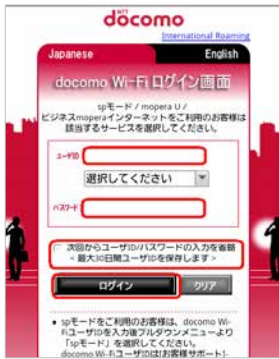 NTT
döcomo
International Roaming
Japanese English
docomo Wi-Fi ログイン画面
spモード / mopera U /
ビジネスmoperaインターネットをご利用のお客様は
該当するサービスを選択してください。
ユーザID
選択してください
パスワード
次回からユーザID/パスワードの入力を省略
＜最大30日間ユーザIDを保存します＞
ログイン クリア
• spモードをご利用のお客様は、docomo Wi-
FiユーザIDを入力後プルダウンメニューより
「spモード」を選択してください。
docomo Wi-FiユーザIDは[お客様サポート]-